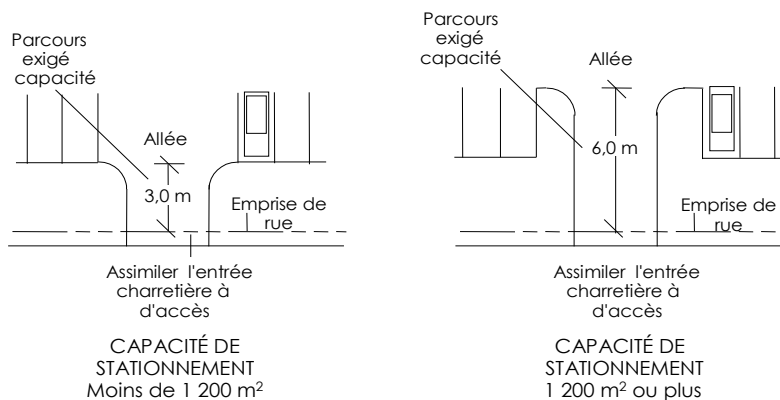 Parcours
exigé
capacité
Allée
3,0 m
Emprise de
rue
Assimiler l'entrée
charretière à
d'accès
CAPACITÉ DE
STATIONNEMENT
Moins de 1 200 m²
Parcours
exigé
capacité
Allée
6,0 m
Emprise de
rue
Assimiler l'entrée
charretière à
d'accès
CAPACITÉ DE
STATIONNEMENT
1 200 m² ou plus